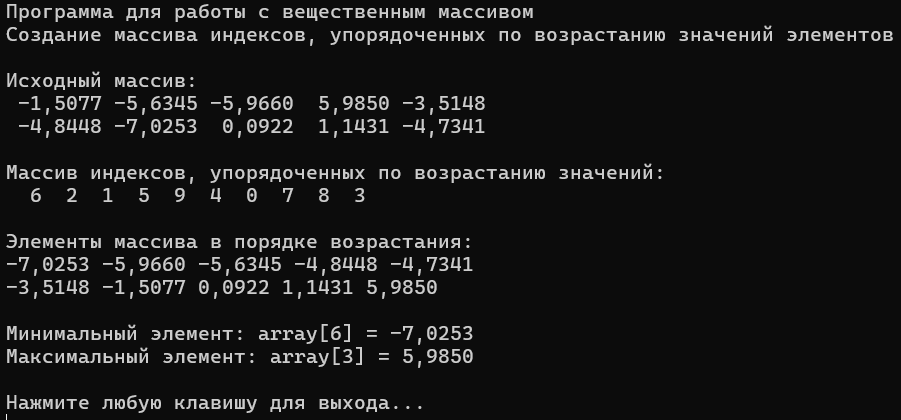 Программа для работы с вещественным массивом
Создание массива индексов, упорядоченных по возрастанию значений элементов
Исходный массив:
-1,5077 -5,6345 -5,9660 5,9850 -3,5148
-4,8448 -7,0253 0,0922 1,1431 -4,7341
Массив индексов, упорядоченных по возрастанию значений:
6 2 1 5 9 4 0 7 8 3
Элементы массива в порядке возрастания:
-7,0253 -5,9660 -5,6345 -4,8448 -4,7341
-3,5148 -1,5077 0,0922 1,1431 5,9850
Минимальный элемент: array[6] = -7,0253
Максимальный элемент: array[3] = 5,9850
Нажмите любую клавишу для выхода...